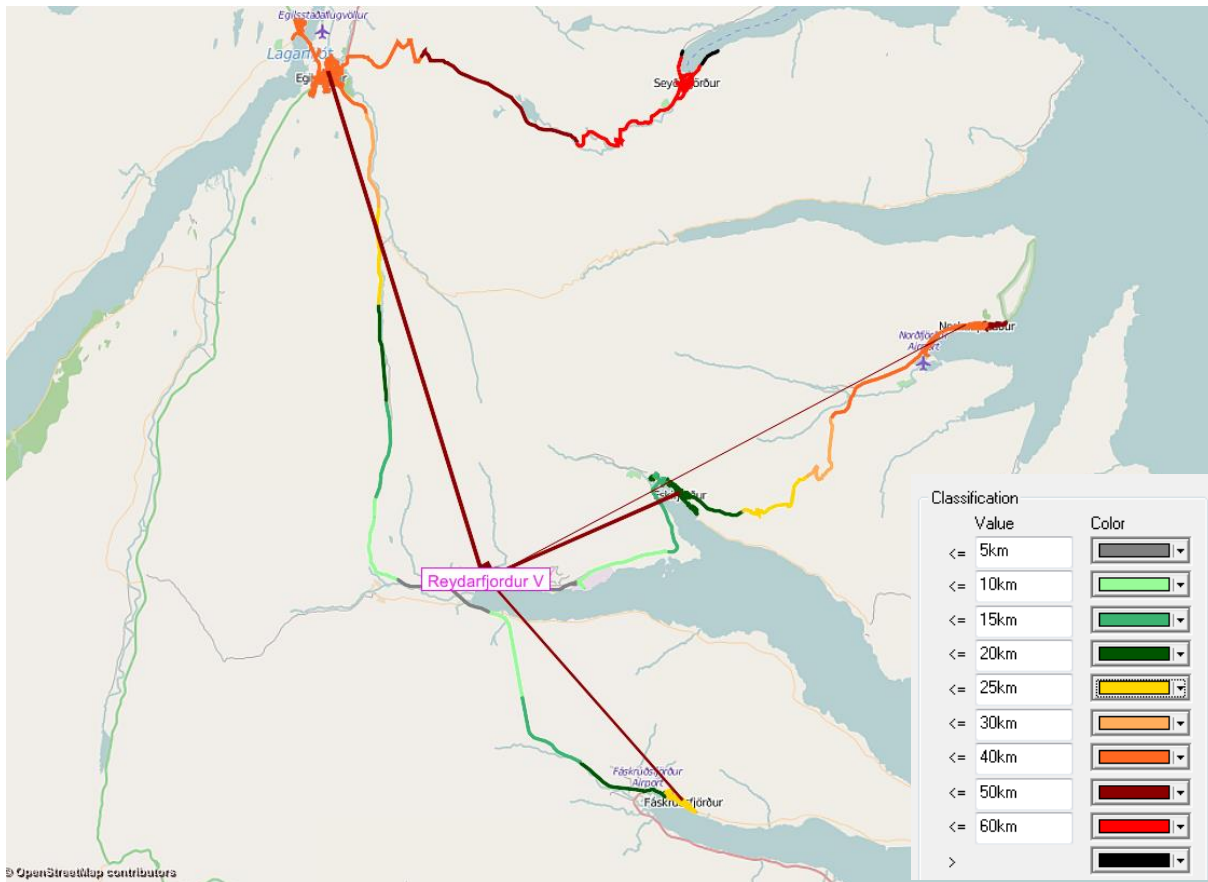 Egilsstaðaflugvöllur
Seyðisfjörður
Norðfjörður
Airport
Reydarfjordur V
Fáskrúðsfjörður
Airport
Fáskrúðsfjörður
Classification
Value Color
<= 5km
<= 10km
<= 15km
<= 20km
<= 25km
<= 30km
<= 40km
<= 50km
<= 60km
>
© OpenStreetMap contributors